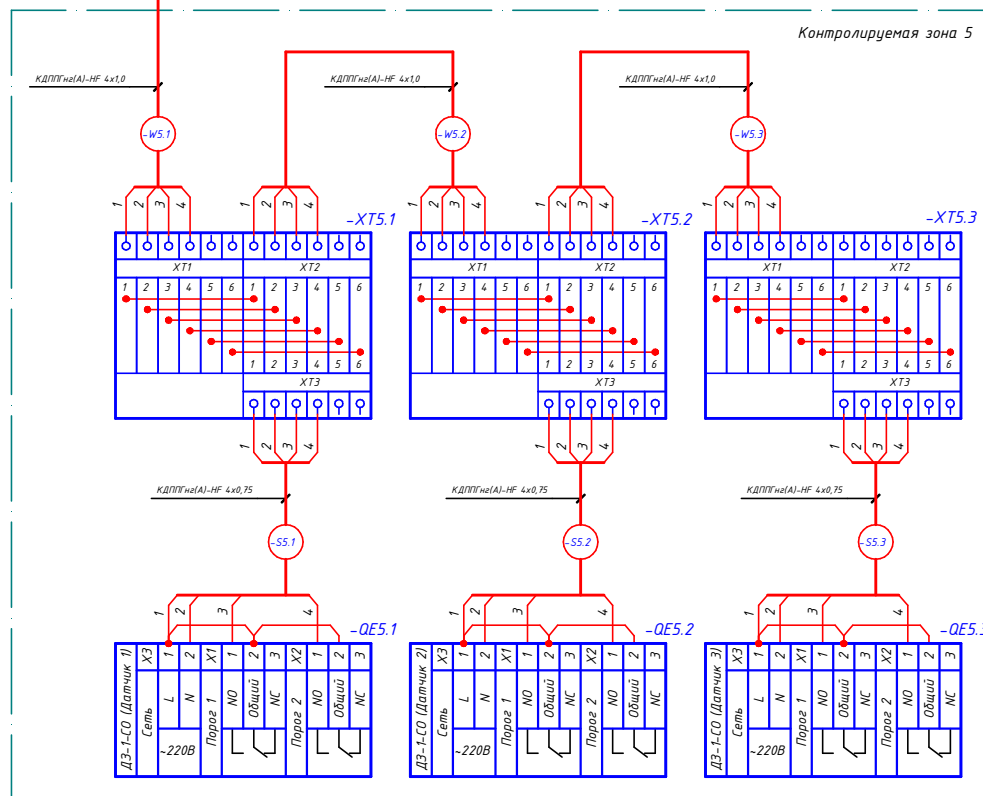 Контролируемая зона 5
КДППГнг(А)-HF 4x1,0 КДППГнг(А)-HF 4x1,0 КДППГнг(А)-HF 4x1,0
-W5.1 -W5.2 -W5.3
1 2 3 4 1 2 3 4 1 2 3 4 1 2 3 4 1 2 3 4
-XT5.1 -XT5.2 -XT5.3
XT1 XT2 XT1 XT2 XT1 XT2
1 2 3 4 5 6 1 2 3 4 5 6 1 2 3 4 5 6 1 2 3 4 5 6 1 2 3 4 5 6 1 2 3 4 5 6
1 2 3 4 5 6 1 2 3 4 5 6 1 2 3 4 5 6
XT3 XT3 XT3
1 2 3 4 1 2 3 4 1 2 3 4
КДППГнг(А)-HF 4x0,75 КДППГнг(А)-HF 4x0,75 КДППГнг(А)-HF 4x0,75
-S5.1 -S5.2 -S5.3
1 2 3 4 1 2 3 4 1 2 3 4
-QE5.1 -QE5.2 -QE5.3
ДЗ-1-СО (Датчик 1)
X3 1 2 X1 1 2 3 X2 1 2 3
Сеть L N Порог 1 NO Общий NC Порог 2 NO Общий NC
~220В
ДЗ-1-СО (Датчик 2)
X3 1 2 X1 1 2 3 X2 1 2 3
Сеть L N Порог 1 NO Общий NC Порог 2 NO Общий NC
~220В
ДЗ-1-СО (Датчик 3)
X3 1 2 X1 1 2 3 X2 1 2 3
Сеть L N Порог 1 NO Общий NC Порог 2 NO Общий NC
~220В